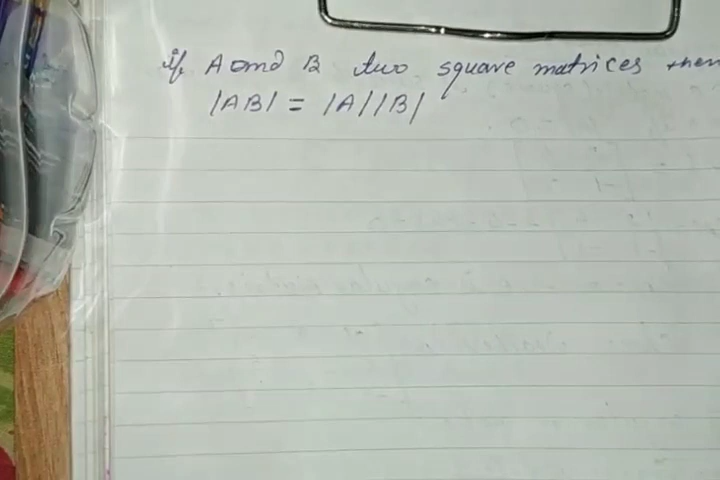 if A and B two square matrices then
|AB| = |A||B|